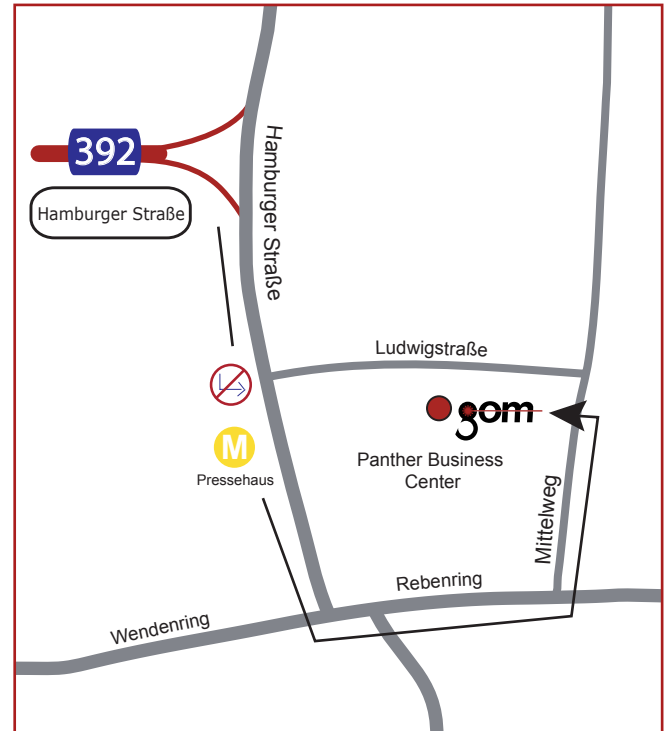 392
Hamburger Straße
Hamburger Straße
Ludwigstraße
gom
Panther Business
Center
M
Pressehaus
Mittelweg
Rebenring
Wendenring